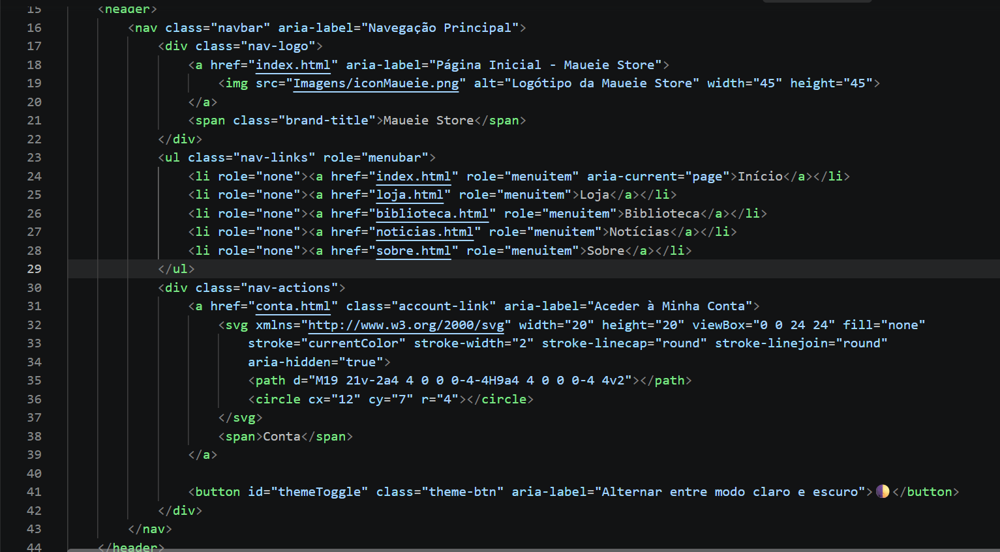 15 <header>
16 <nav class="navbar" aria-label="Navegação Principal">
17 <div class="nav-logo">
18 <a href="index.html" aria-label="Página Inicial - Maueie Store">
19 <img src="Imagens/iconMaueie.png" alt="Logótipo da Maueie Store" width="45" height="45">
20 </a>
21 <span class="brand-title">Maueie Store</span>
22 </div>
23 <ul class="nav-links" role="menubar">
24 <li role="none"><a href="index.html" role="menuitem" aria-current="page">Início</a></li>
25 <li role="none"><a href="loja.html" role="menuitem">Loja</a></li>
26 <li role="none"><a href="biblioteca.html" role="menuitem">Biblioteca</a></li>
27 <li role="none"><a href="noticias.html" role="menuitem">Notícias</a></li>
28 <li role="none"><a href="sobre.html" role="menuitem">Sobre</a></li>
29 </ul>
30 <div class="nav-actions">
31 <a href="conta.html" class="account-link" aria-label="Aceder à Minha Conta">
32 <svg xmlns="http://www.w3.org/2000/svg" width="20" height="20" viewBox="0 0 24 24" fill="none"
33 stroke="currentColor" stroke-width="2" stroke-linecap="round" stroke-linejoin="round"
34 aria-hidden="true">
35 <path d="M19 21v-2a4 4 0 0 0-4-4H9a4 4 0 0 0-4 4v2"></path>
36 <circle cx="12" cy="7" r="4"></circle>
37 </svg>
38 <span>Conta</span>
39 </a>
40
41 <button id="themeToggle" class="theme-btn" aria-label="Alternar entre modo claro e escuro">🌓</button>
42 </div>
43 </nav>
44 </header>